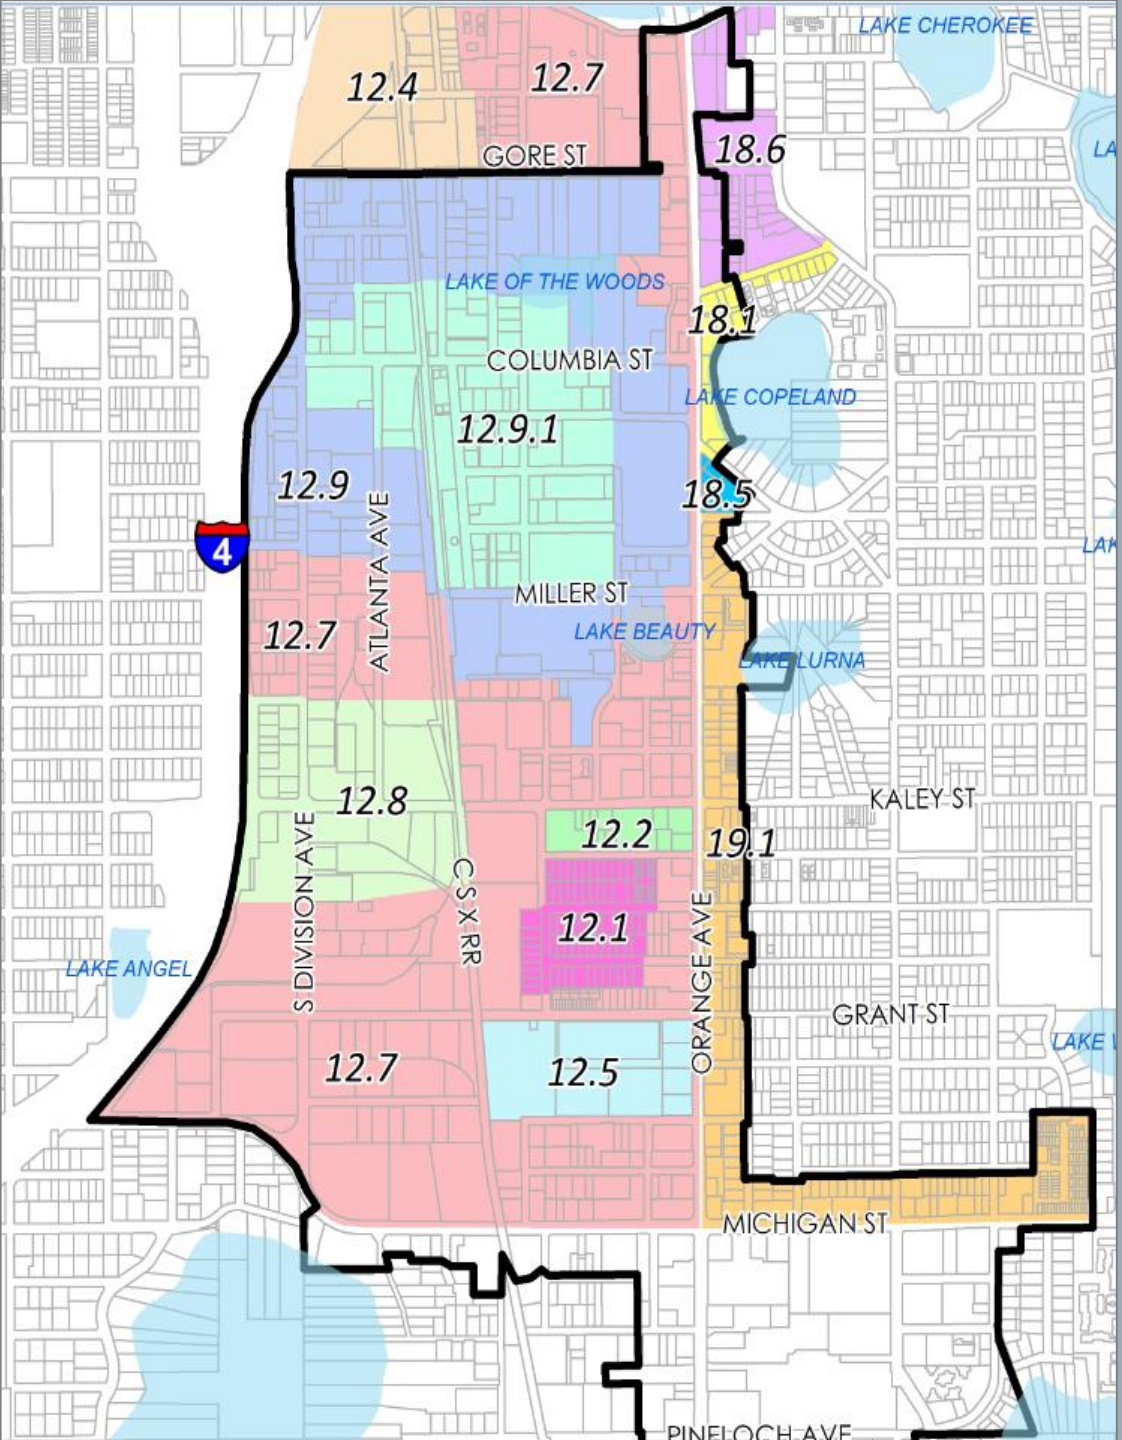 LAKE CHEROKEE
12.4
12.7
LA
18.6
GORE ST
LAKE OF THE WOODS
18.1
COLUMBIA ST
LAKE COPELAND
12.9.1
12.9
18.5
ATLANTA AVE
4
LAK
MILLER ST
12.7
LAKE BEAUTY
LAKE LURNA
12.8
KALEY ST
12.2
19.1
S DIVISION AVE
C S X RR
12.1
ORANGE AVE
LAKE ANGEL
GRANT ST
LAKE
12.7
12.5
MICHIGAN ST
PINELOCH AVE